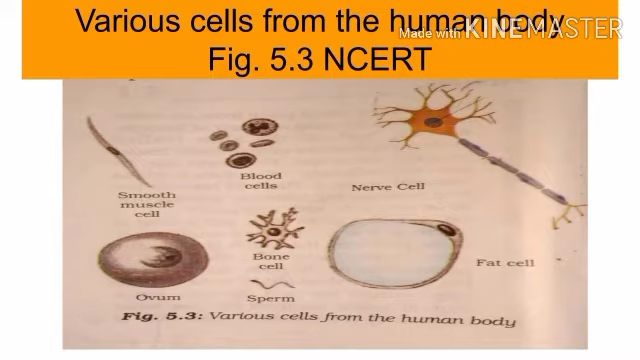 Various cells from the human body
Made with KINEMASTER
Fig. 5.3 NCERT
Smooth
muscle
cell
Blood
cells
Nerve Cell
Ovum
Bone
cell
Sperm
Fat cell
Fig. 5.3: Various cells from the human body